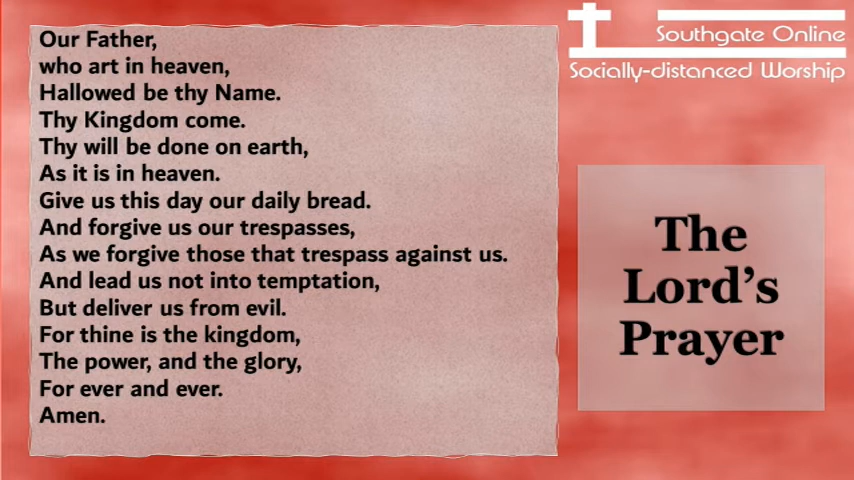 Our Father,
who art in heaven,
Hallowed be thy Name.
Thy Kingdom come.
Thy will be done on earth,
As it is in heaven.
Give us this day our daily bread.
And forgive us our trespasses,
As we forgive those that trespass against us.
And lead us not into temptation,
But deliver us from evil.
For thine is the kingdom,
The power, and the glory,
For ever and ever.
Amen.
Southgate Online
Socially-distanced Worship
The
Lord's
Prayer